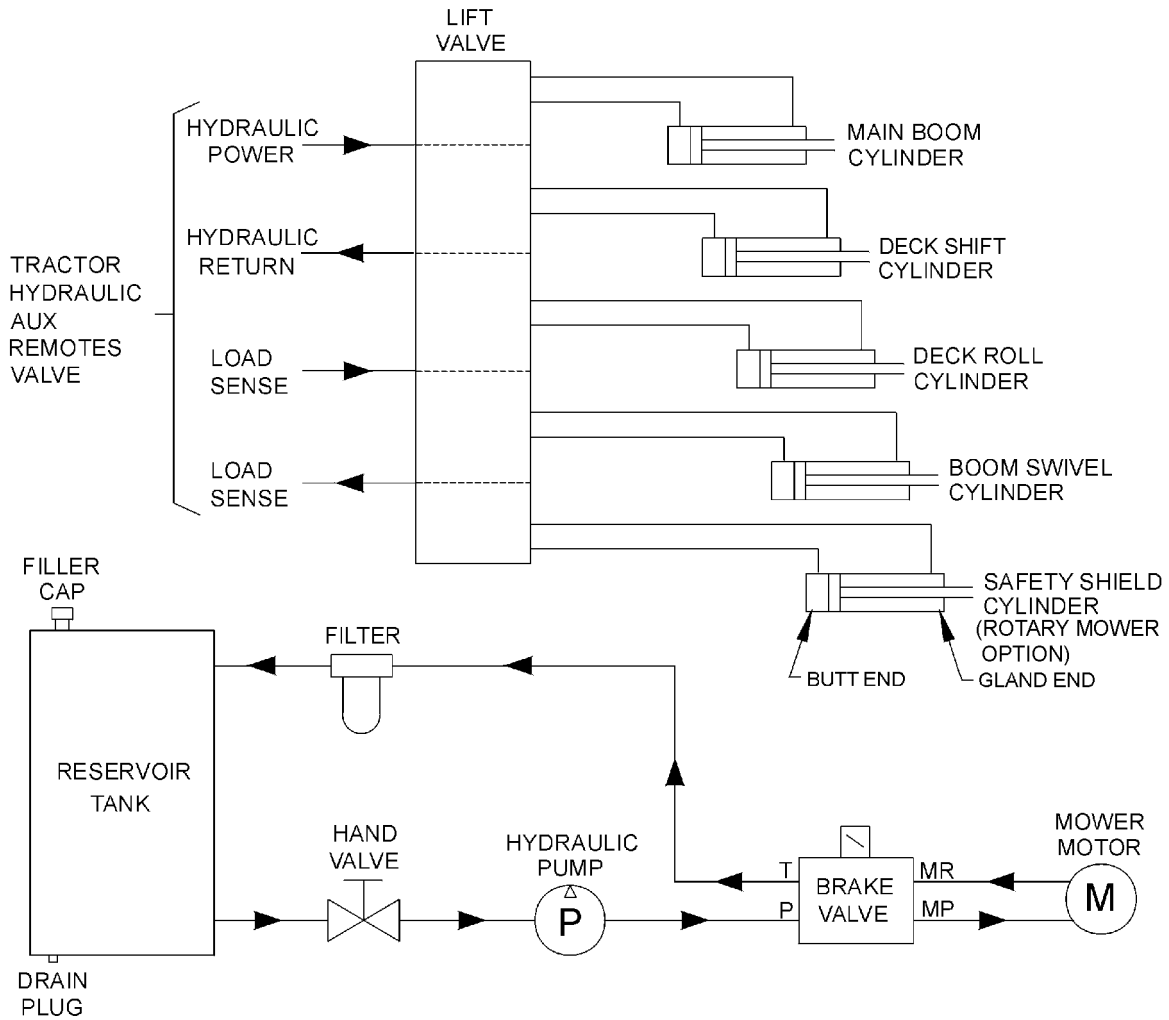 LIFT
VALVE
HYDRAULIC
POWER
MAIN BOOM
CYLINDER
HYDRAULIC
RETURN
DECK SHIFT
CYLINDER
TRACTOR
HYDRAULIC
AUX
REMOTES
VALVE
LOAD
SENSE
DECK ROLL
CYLINDER
LOAD
SENSE
BOOM SWIVEL
CYLINDER
SAFETY SHIELD
CYLINDER
(ROTARY MOWER
OPTION)
BUTT END
GLAND END
FILLER
CAP
FILTER
RESERVOIR
TANK
HAND
VALVE
HYDRAULIC
PUMP
P
T
P
BRAKE
VALVE
MR
MP
MOWER
MOTOR
M
DRAIN
PLUG